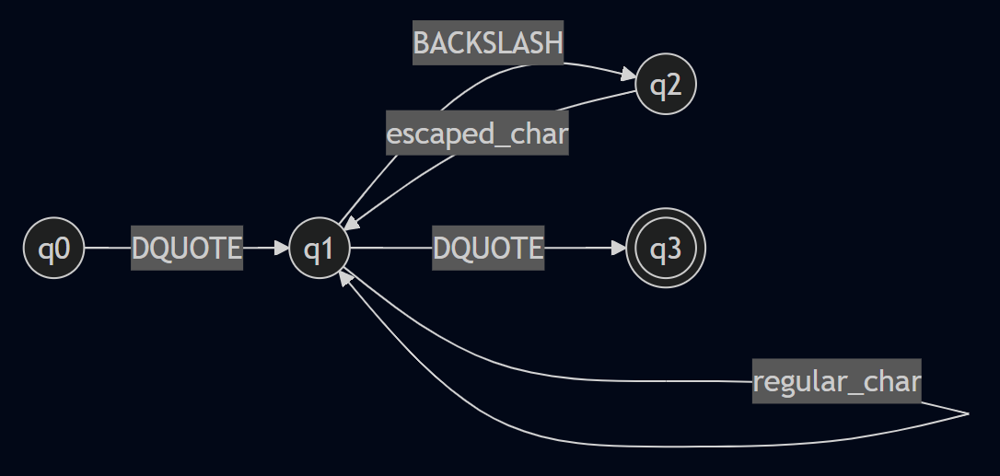 BACKSLASH
q2
escaped_char
q0
DQUOTE
q1
DQUOTE
q3
regular_char